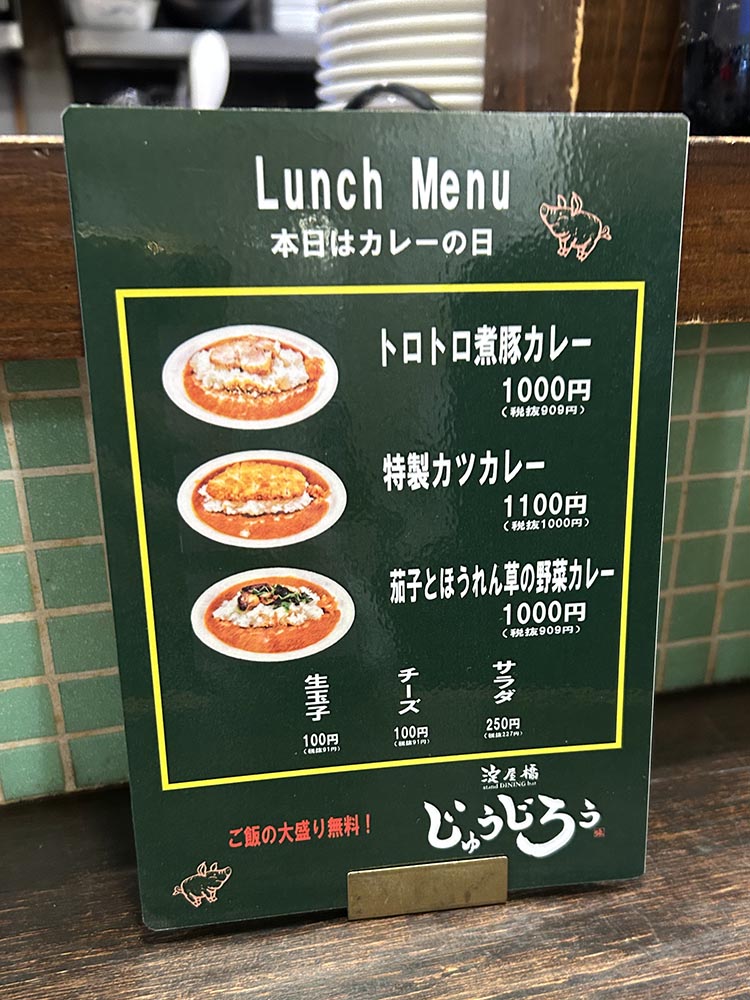 Lunch Menu
本日はカレーの日
トロトロ煮豚カレー
1000円
(税抜909円)
特製カツカレー
1100円
(税抜1000円)
茄子とほうれん草の野菜カレー
1000円
(税抜909円)
生玉子
100円
(税抜91円)
チーズ
100円
(税抜91円)
サラダ
250円
(税抜227円)
淀屋橋
stand DINING bar
じゅうじろう
ご飯の大盛り無料！